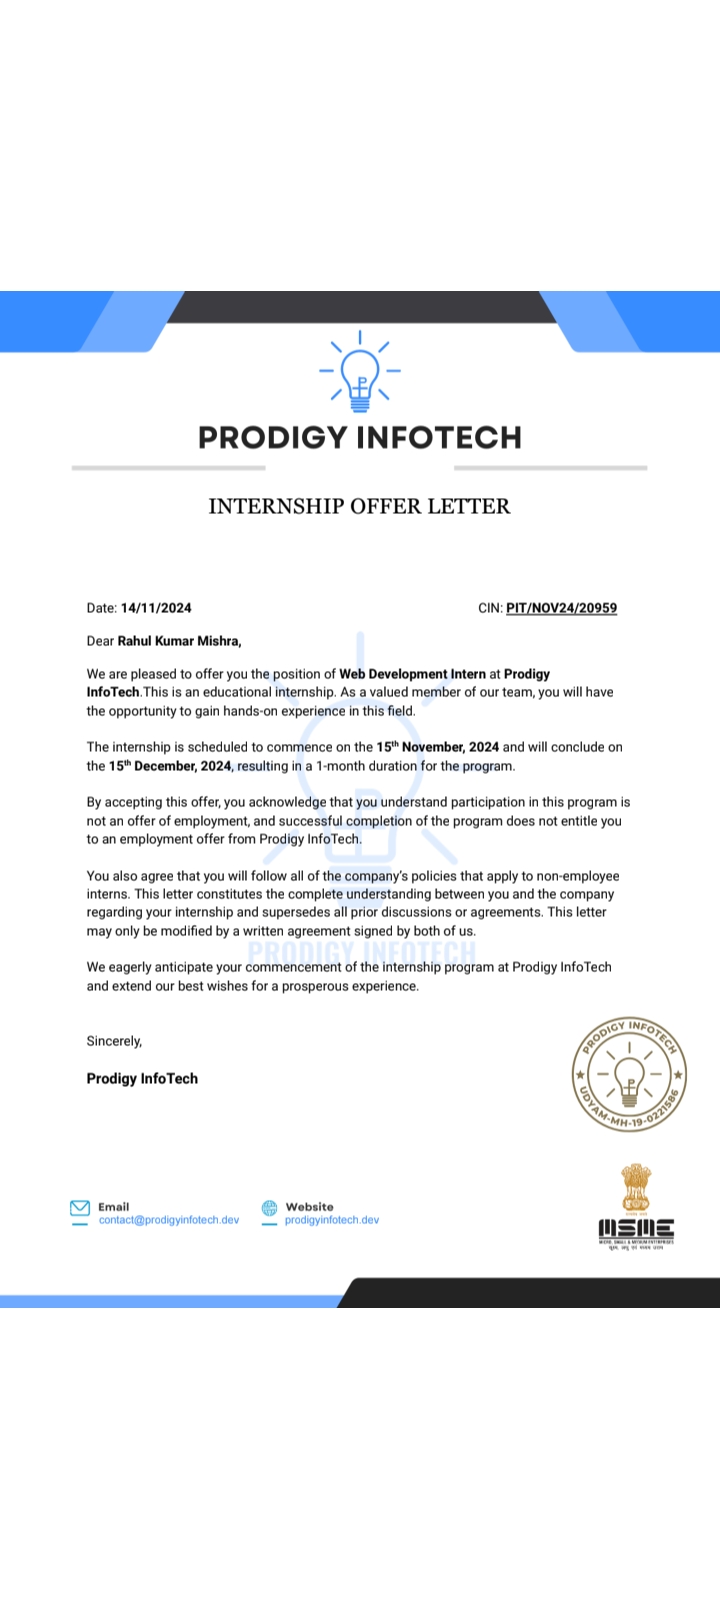 PRODIGY INFOTECH
INTERNSHIP OFFER LETTER
Date: 14/11/2024
CIN: PIT/NOV24/20959
Dear Rahul Kumar Mishra,
We are pleased to offer you the position of Web Development Intern at Prodigy
InfoTech.This is an educational internship. As a valued member of our team, you will have
the opportunity to gain hands-on experience in this field.
The internship is scheduled to commence on the 15th November, 2024 and will conclude on
the 15th December, 2024, resulting in a 1-month duration for the program.
By accepting this offer, you acknowledge that you understand participation in this program is
not an offer of employment, and successful completion of the program does not entitle you
to an employment offer from Prodigy InfoTech.
You also agree that you will follow all of the company's policies that apply to non-employee
interns. This letter constitutes the complete understanding between you and the company
regarding your internship and supersedes all prior discussions or agreements. This letter
may only be modified by a written agreement signed by both of us.
PRODIGY INFOTECH
We eagerly anticipate your commencement of the internship program at Prodigy InfoTech
and extend our best wishes for a prosperous experience.
Sincerely,
Prodigy InfoTech
PRODIGY INFOTECH
UDYAM-MH-19-0221586
Email
contact@prodigyinfotech.dev
Website
prodigyinfotech.dev
MSME
MICRO, SMALL & MEDIUM ENTERPRISES